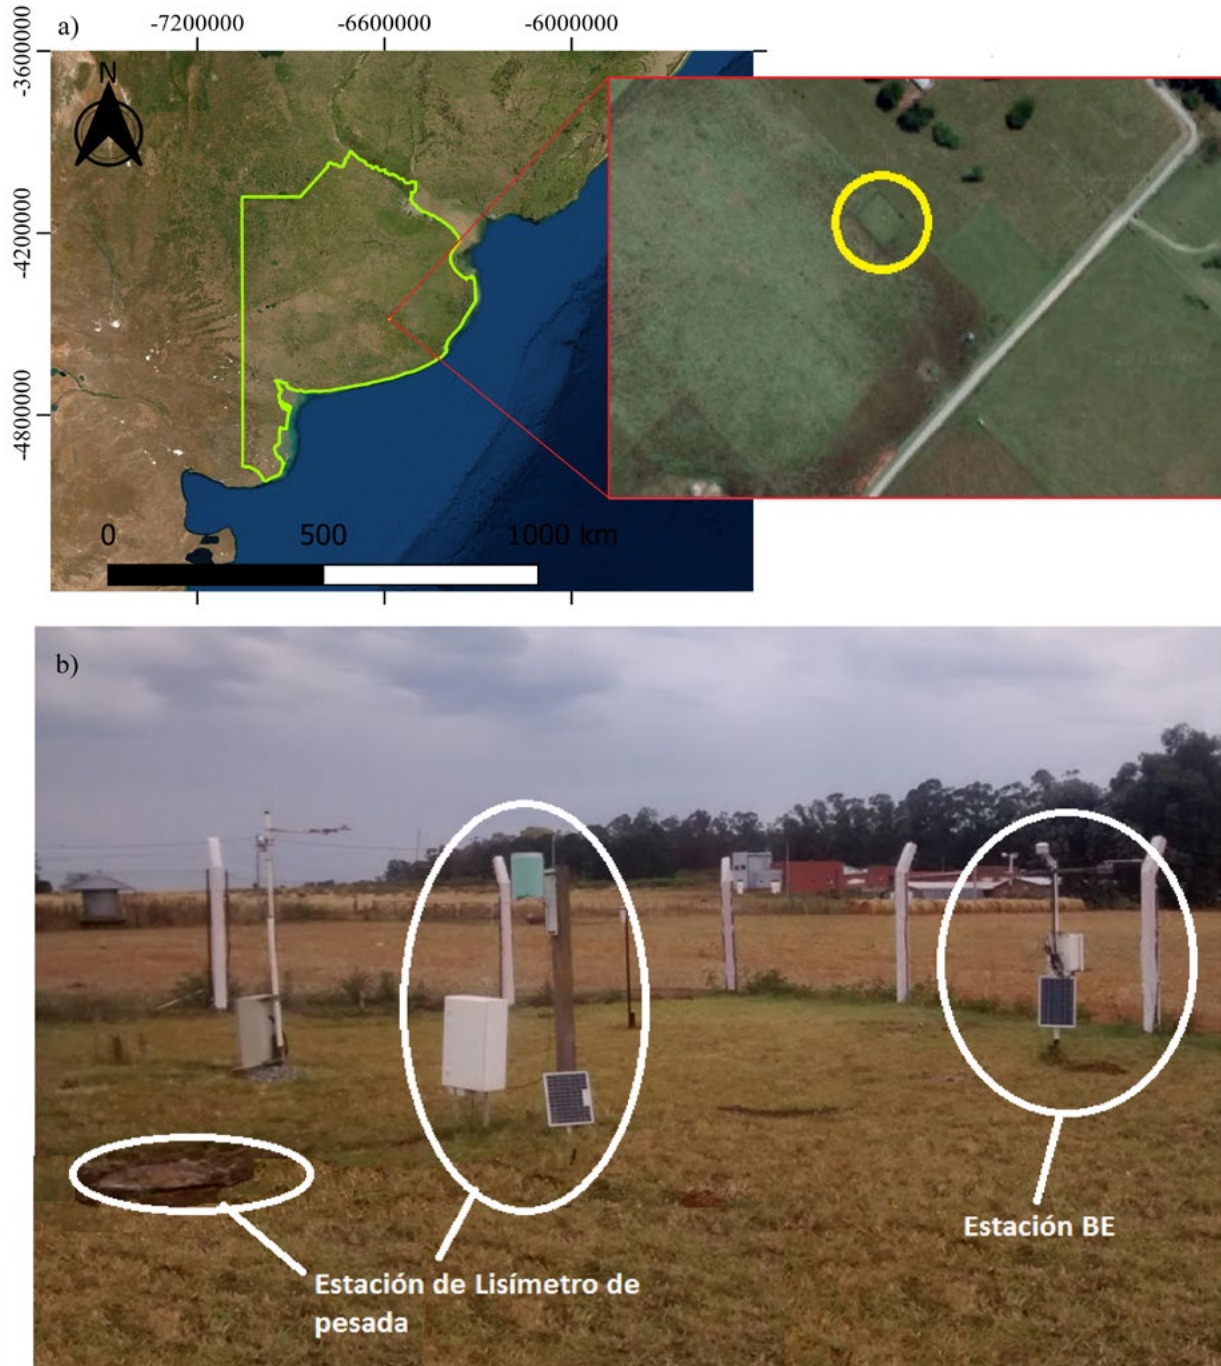 a)
-7200000
-6600000
-6000000
-3600000
-4200000
-4800000
N
0 500 1000 km
b)
Estación BE
Estación de Lisímetro de
pesada